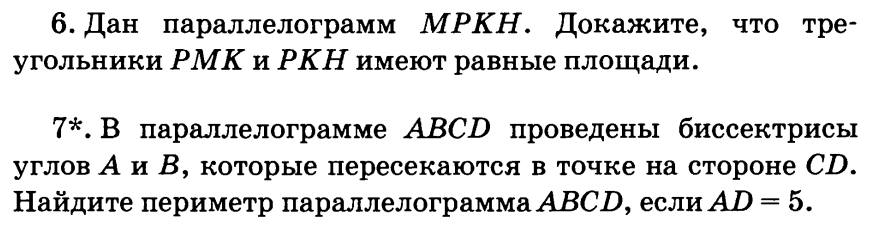 6. Дан параллелограмм MPKH. Докажите, что тре-
угольники PMK и PKH имеют равные площади.
7*. В параллелограмме ABCD проведены биссектрисы
углов A и B, которые пересекаются в точке на стороне CD.
Найдите периметр параллелограмма ABCD, если AD = 5.